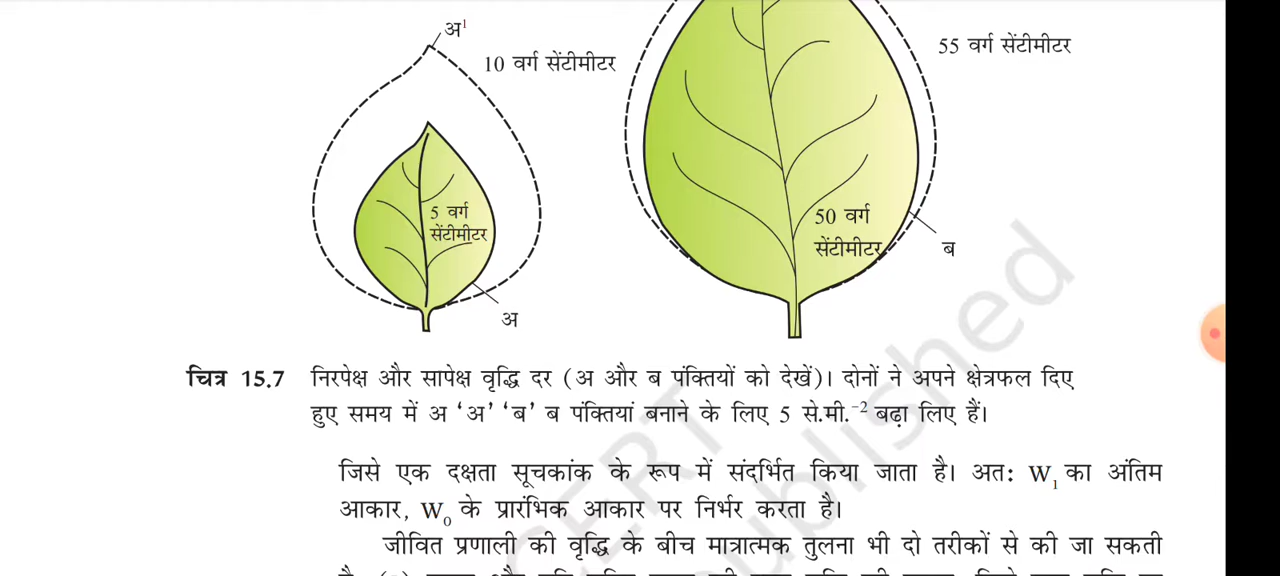 अ¹
10 वर्ग सेंटीमीटर
55 वर्ग सेंटीमीटर
5 वर्ग
सेंटीमीटर
50 वर्ग
सेंटीमीटर
ब
अ
चित्र 15.7 निरपेक्ष और सापेक्ष वृद्धि दर (अ और ब पंक्तियों को देखें)। दोनों ने अपने क्षेत्रफल दिए
हुए समय में अ ‘अ’ ‘ब’ ब पंक्तियां बनाने के लिए 5 से.मी.⁻² बढ़ा लिए हैं।
जिसे एक दक्षता सूचकांक के रूप में संदर्भित किया जाता है। अतः W₁ का अंतिम
आकार, W₀ के प्रारंभिक आकार पर निर्भर करता है।
जीवित प्रणाली की वृद्धि के बीच मात्रात्मक तुलना भी दो तरीकों से की जा सकती